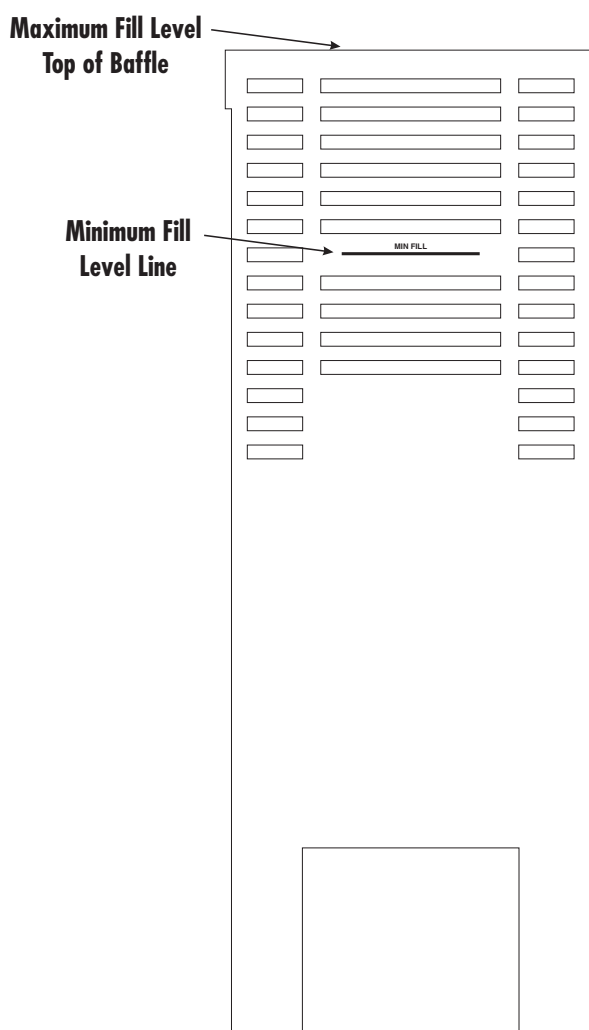 Maximum Fill Level
Top of Baffle
Minimum Fill
Level Line
MIN FILL